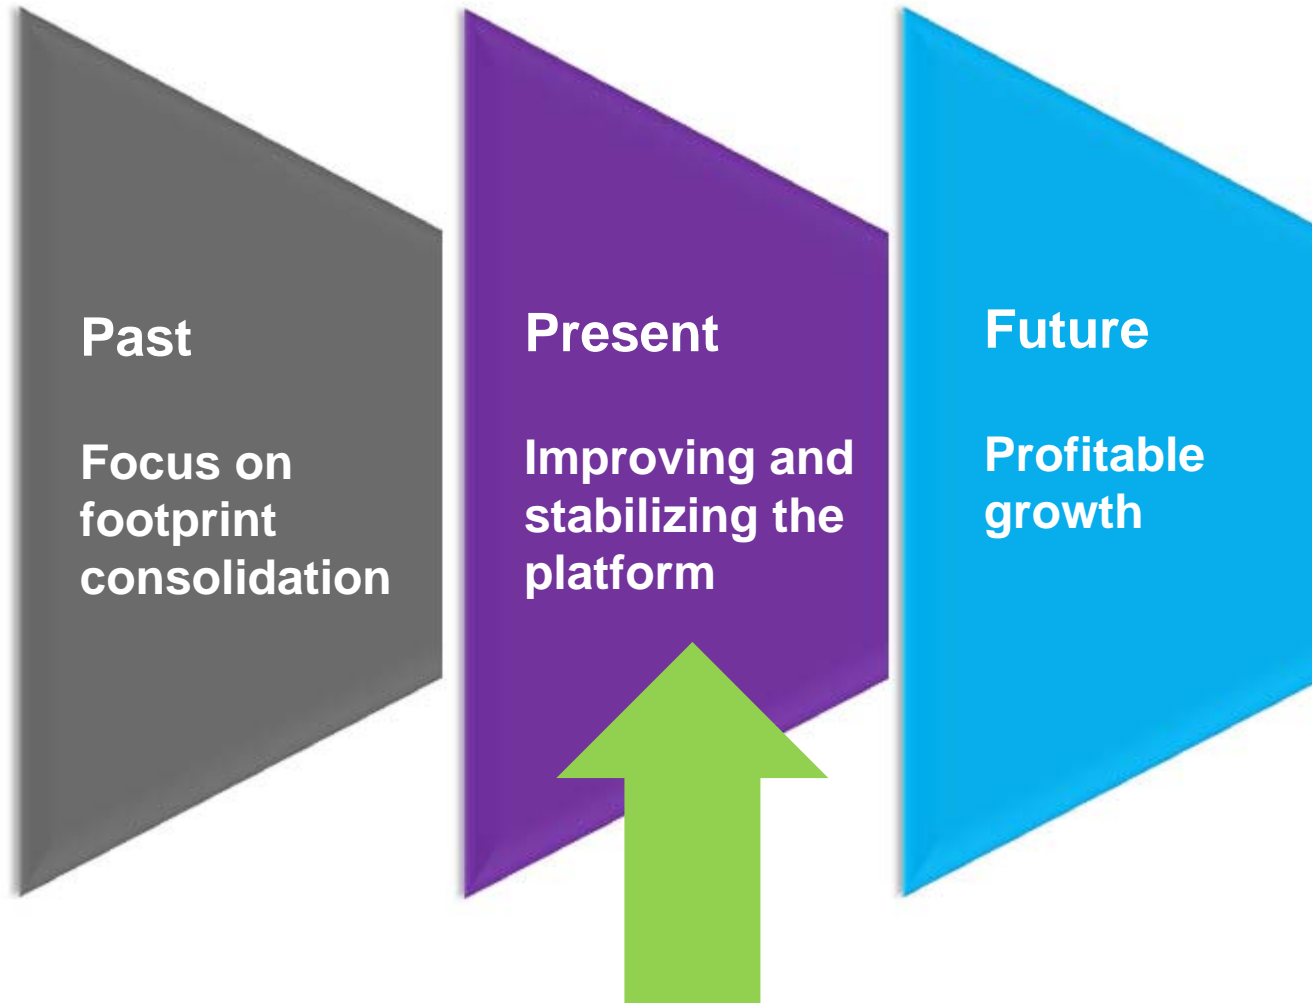 Past
Focus on
footprint
consolidation
Present
Improving and
stabilizing the
platform
Future
Profitable
growth